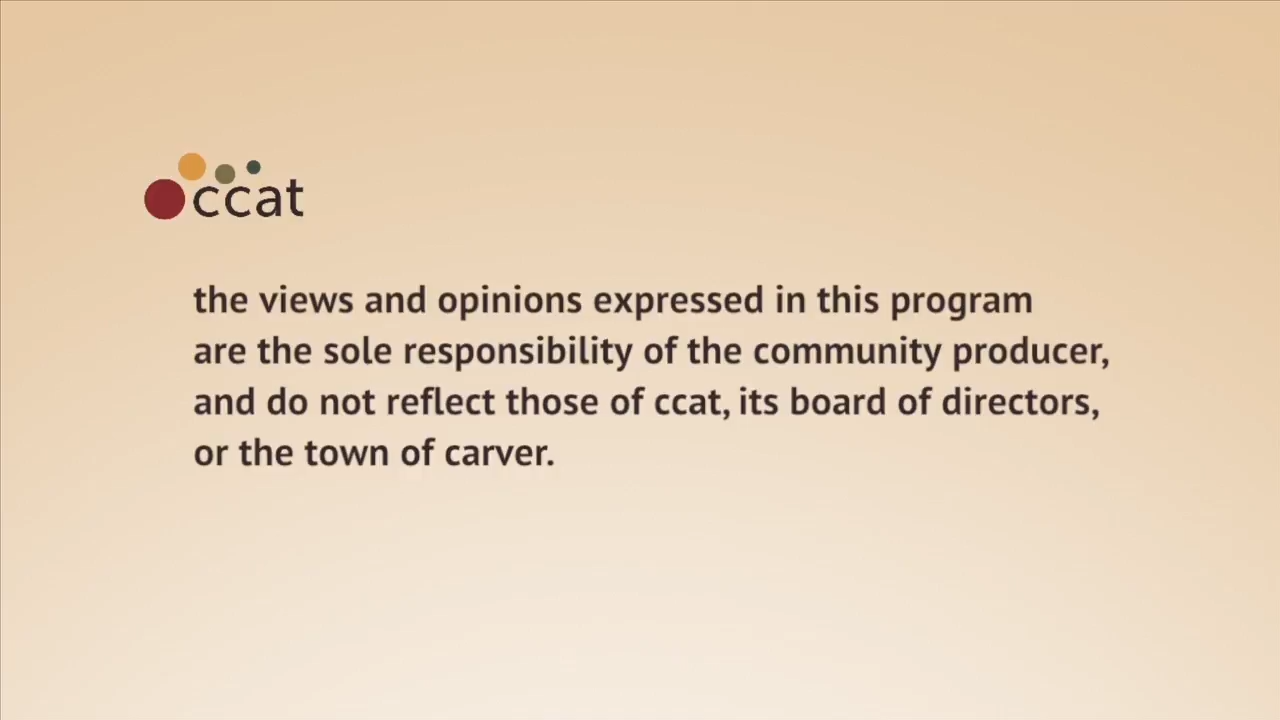 ccat
the views and opinions expressed in this program
are the sole responsibility of the community producer,
and do not reflect those of ccat, its board of directors,
or the town of carver.